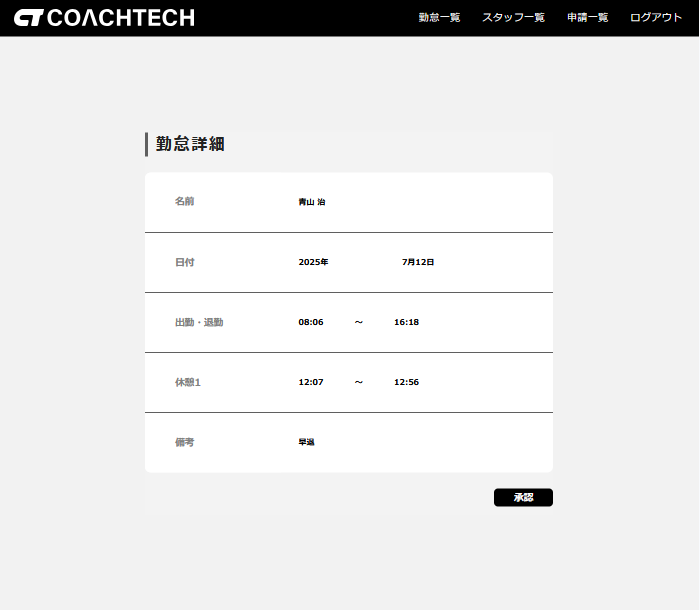 COACHTECH 勤怠一覧 スタッフ一覧 申請一覧 ログアウト
勤怠詳細
名前 青山 治
日付 2025年 7月12日
出勤・退勤 08:06 ～ 16:18
休憩1 12:07 ～ 12:56
備考 早退
承認